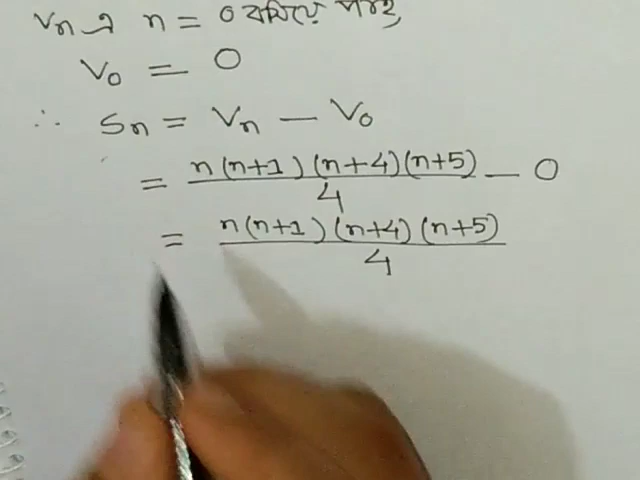 Vn এ n = 0 বসিয়ে পাই,
V0 = 0
∴ Sn = Vn - V0
= n(n+1)(n+4)(n+5)/4 - 0
= n(n+1)(n+4)(n+5)/4